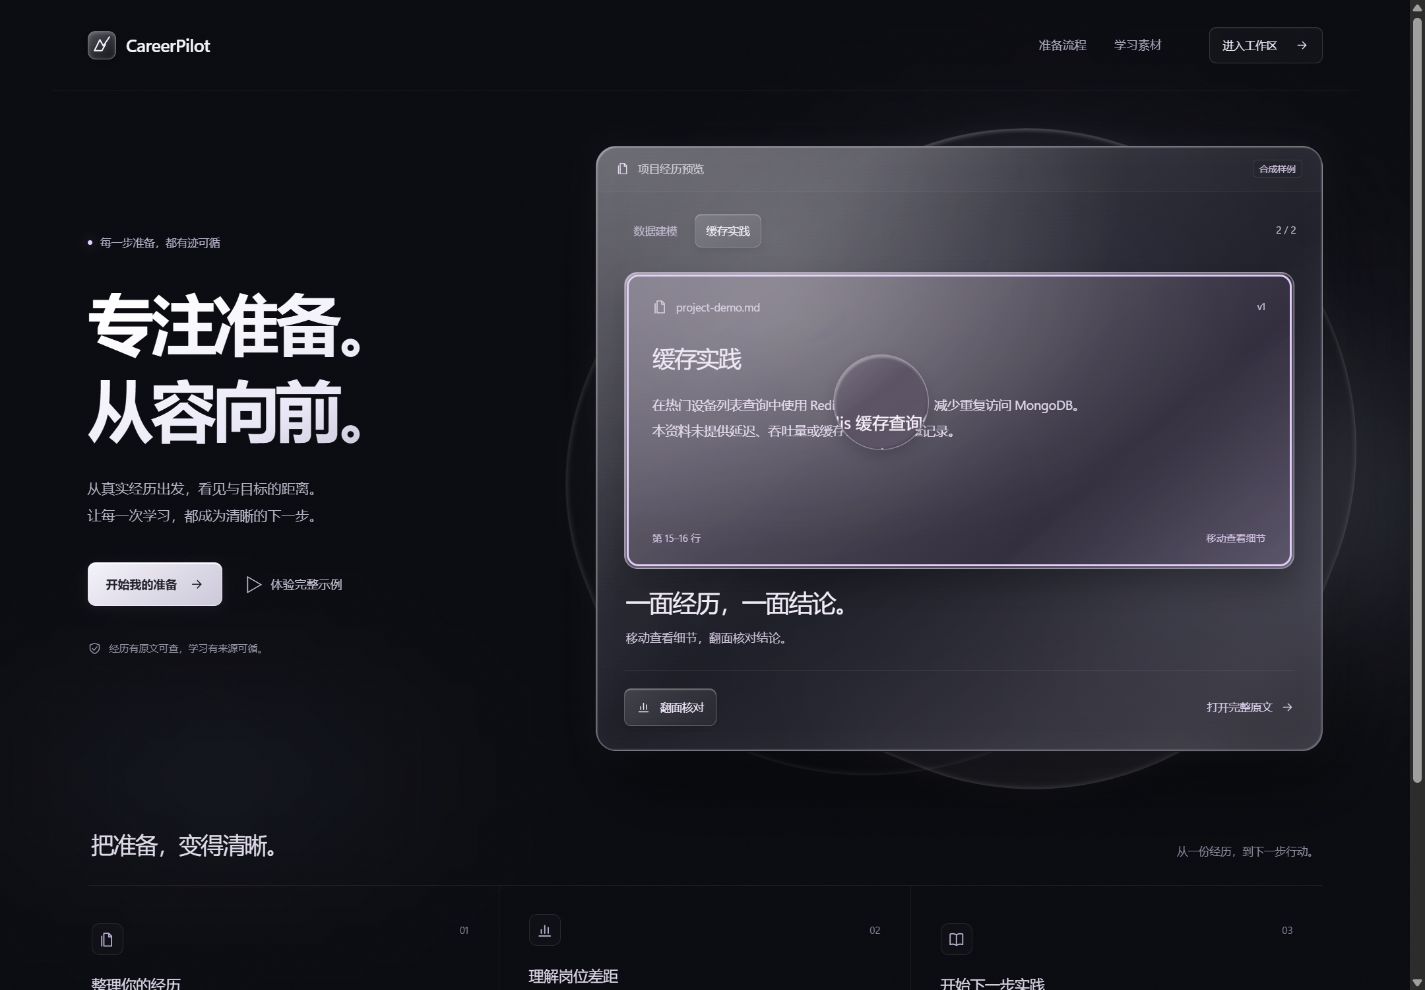 CareerPilot
准备流程
学习素材
进入工作区
每一步准备，都有迹可循
专注准备。
从容向前。
从真实经历出发，看见与目标的距离。
让每一次学习，都成为清晰的下一步。
开始我的准备
体验完整示例
经历有原文可查，学习有来源可循。
项目经历预览
合成样例
数据建模
缓存实践
2 / 2
project-demo.md
v1
缓存实践
在热门设备列表查询中使用 Redi 减少重复访问 MongoDB。
is 缓存查询
本资料未提供延迟、吞吐量或缓存 记录。
第 15–16 行
移动查看细节
一面经历，一面结论。
移动查看细节，翻面核对结论。
翻面核对
打开完整原文
把准备，变得清晰。
从一份经历，到下一步行动。
01
整理你的经历
02
理解岗位差距
03
开始下一步实践